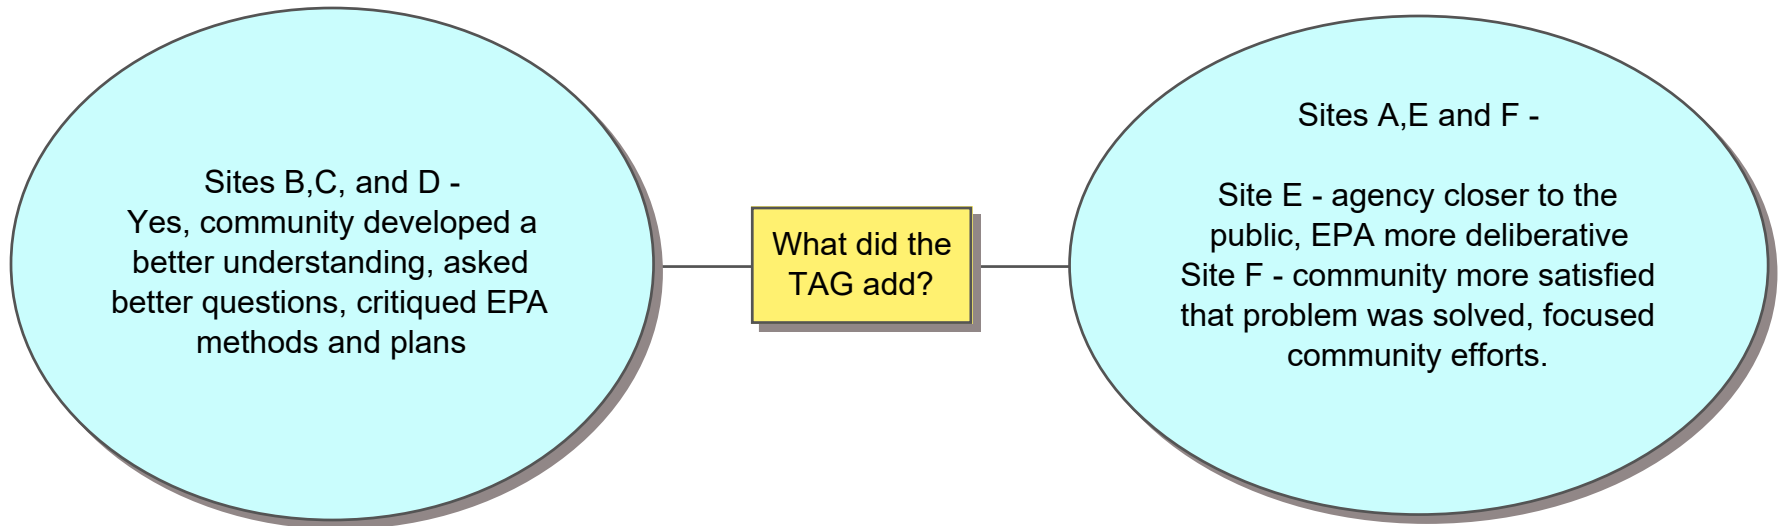 Sites B,C, and D -
Yes, community developed a
better understanding, asked
better questions, critiqued EPA
methods and plans
What did the
TAG add?
Sites A,E and F -
Site E - agency closer to the
public, EPA more deliberative
Site F - community more satisfied
that problem was solved, focused
community efforts.